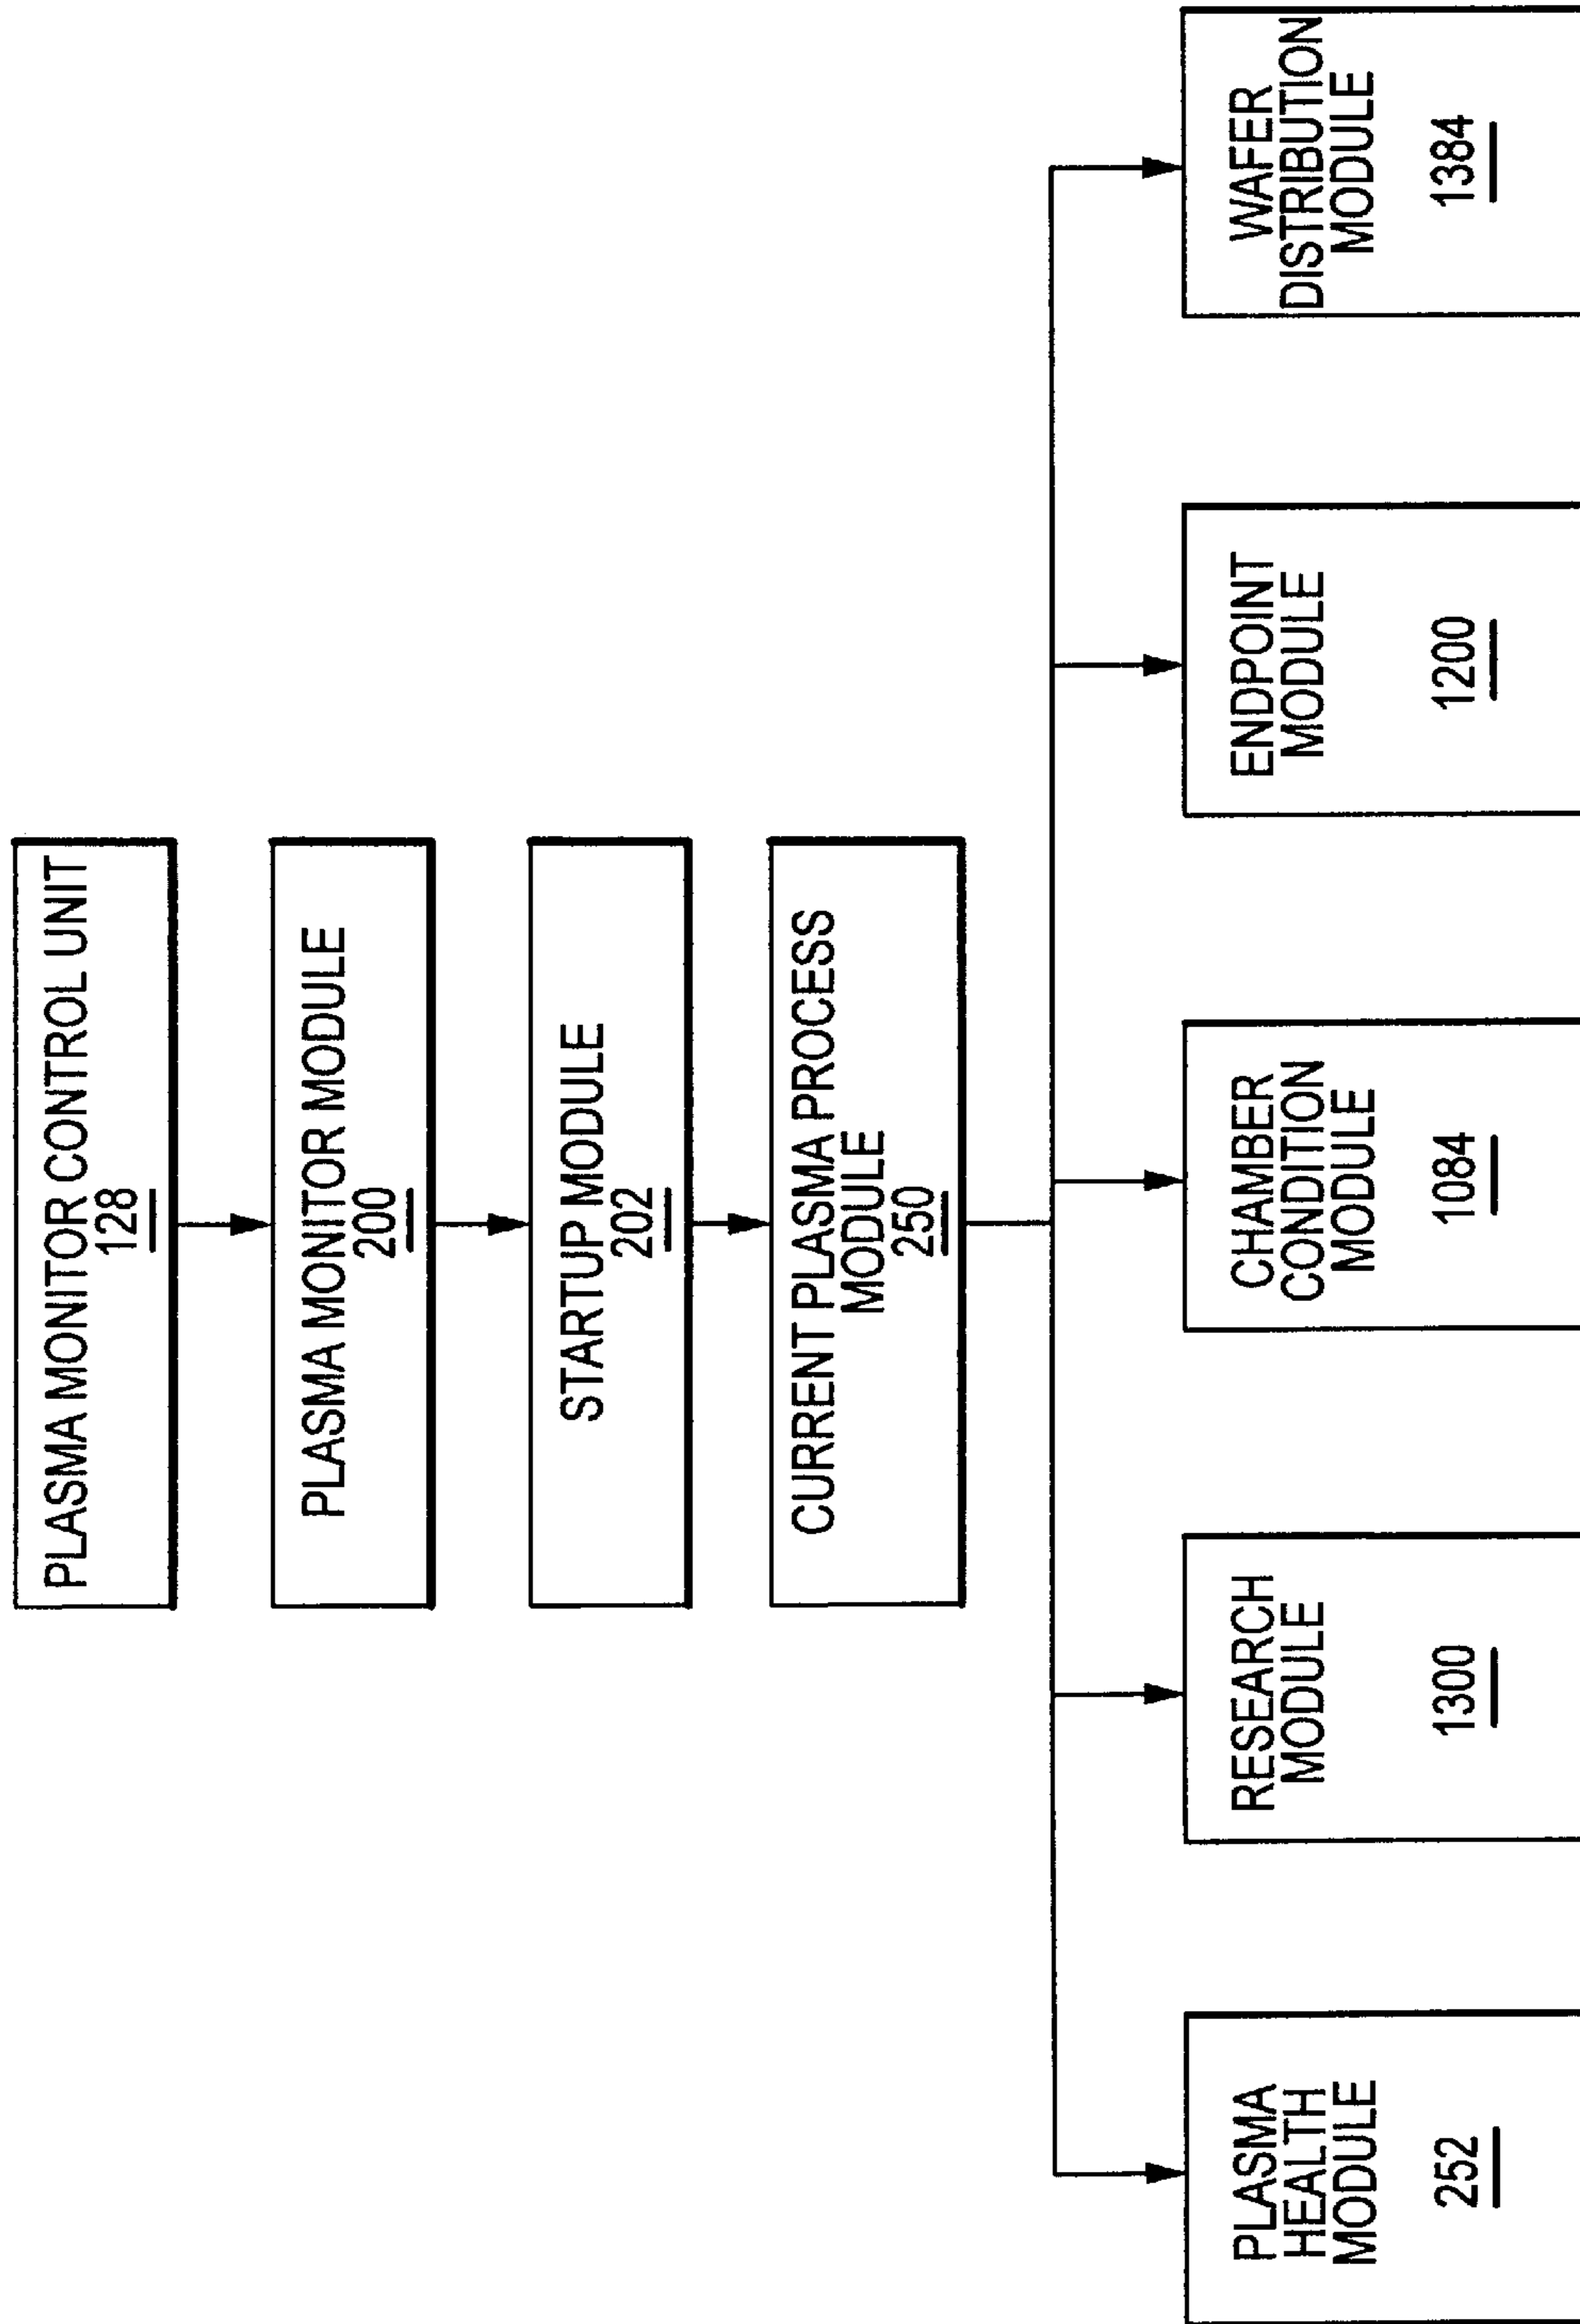 PLASMA MONITOR CONTROL UNIT
128
PLASMA MONITOR MODULE
200
STARTUP MODULE
202
CURRENT PLASMA PROCESS
MODULE
250
PLASMA
HEALTH
MODULE
252
RESEARCH
MODULE
1300
CHAMBER
CONDITION
MODULE
1084
ENDPOINT
MODULE
1200
WAFER
DISTRIBUTION
MODULE
1384